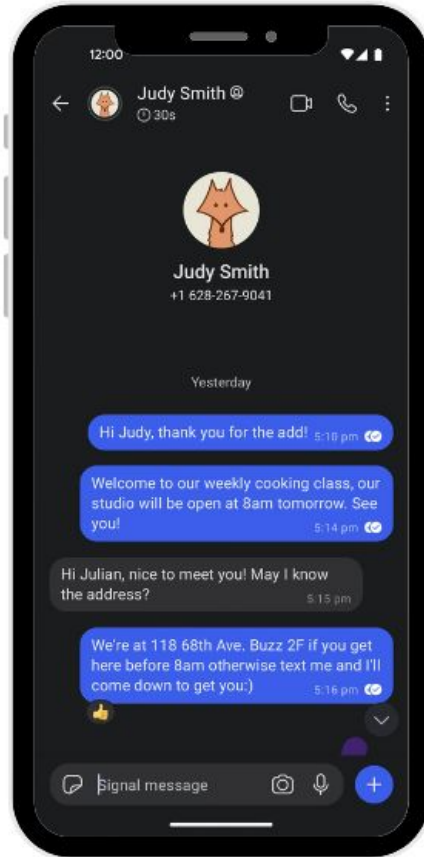 12:00
Judy Smith
30s
Judy Smith
+1 628-267-9041
Yesterday
Hi Judy, thank you for the add! 5:10 pm
Welcome to our weekly cooking class, our
studio will be open at 8am tomorrow. See
you! 5:14 pm
Hi Julian, nice to meet you! May I know
the address? 5:15 pm
We're at 118 68th Ave. Buzz 2F if you get
here before 8am otherwise text me and I'll
come down to get you:) 5:16 pm
Signal message